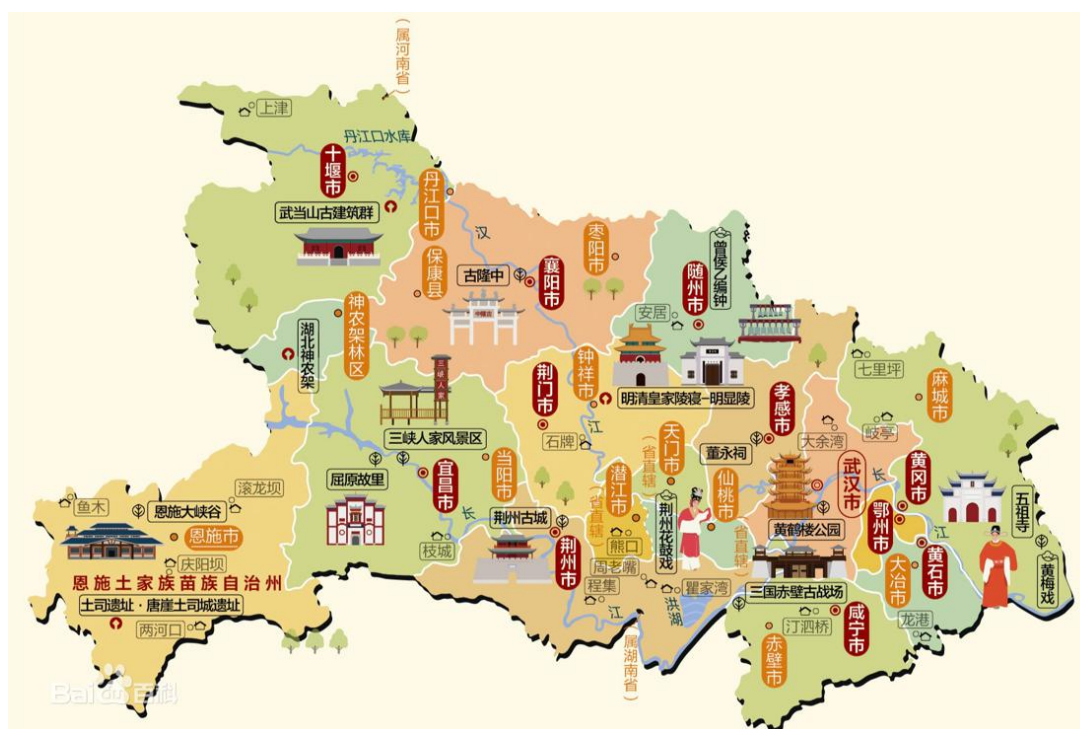 （属河南省）
上津
丹江口水库
十堰市
武当山古建筑群
丹江口市
汉
保康县
古隆中
襄阳市
枣阳市
随州市
曾侯乙编钟
安居
神农架林区
湖北神农架
三峡人家
三峡人家风景区
荆门市
钟祥市
明清皇家陵寝-明显陵
孝感市
七里坪
麻城市
石牌
江
天门市
（省直辖）
董永祠
大余湾
岐亭
武汉市
长
黄冈市
屈原故里
宜昌市
当阳市
潜江市
（省直辖）
仙桃市
（省直辖）
荆州花鼓戏
黄鹤楼公园
鄂州市
江
五祖寺
鱼木
恩施大峡谷
滚龙坝
恩施市
庆阳坝
恩施土家族苗族自治州
土司遗址·唐崖土司城遗址
两河口
长
枝城
荆州古城
荆州市
熊口
周老嘴
程集
江
洪湖
瞿家湾
（属湖南省）
三国赤壁古战场
大冶市
黄石市
黄梅戏
汀泗桥
咸宁市
赤壁市
龙港
Bai百科